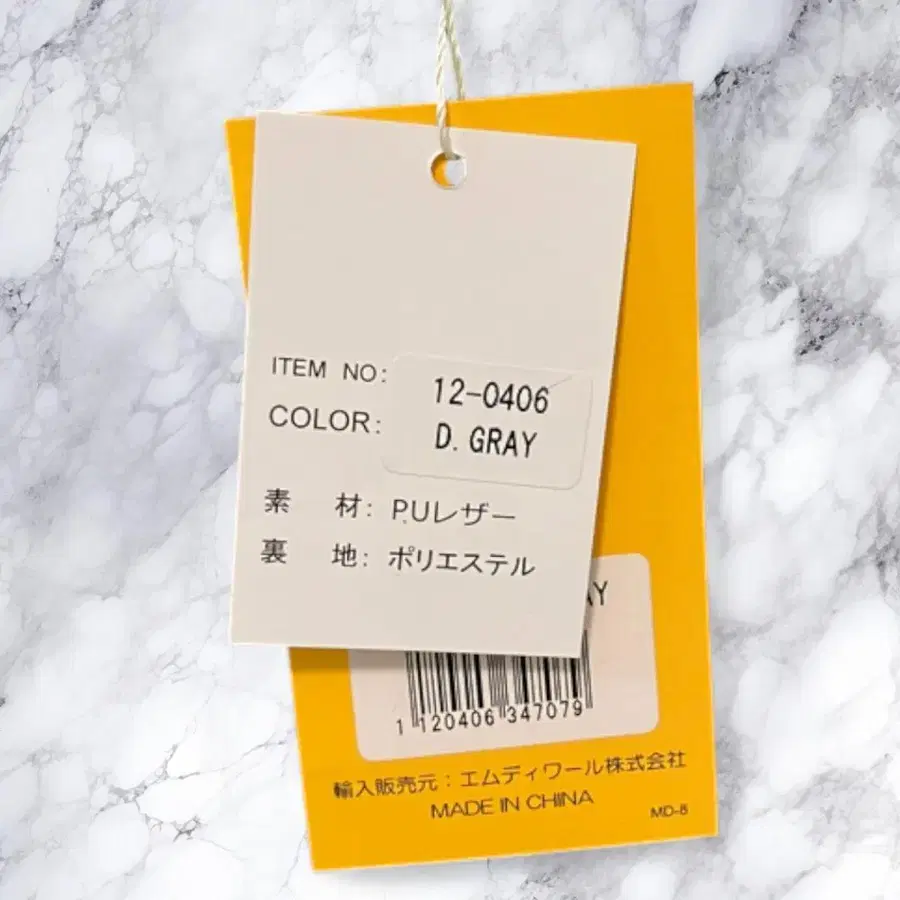 ITEM NO: 12-0406
COLOR: D. GRAY
素 材: P.Uレザー
裏 地: ポリエステル
AY
1 120406 347079
輸入販売元:エムディワール株式会社
MADE IN CHINA
MD-8